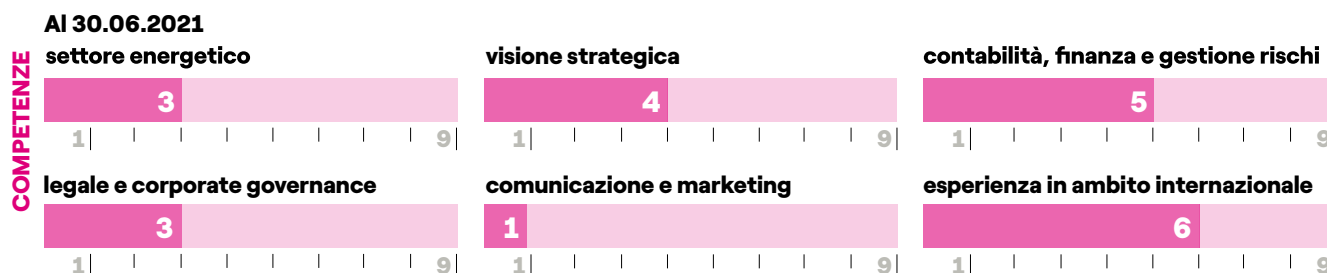 Al 30.06.2021
COMPETENZE
settore energetico
3
1 9
visione strategica
4
1 9
contabilità, finanza e gestione rischi
5
1 9
legale e corporate governance
3
1 9
comunicazione e marketing
1
1 9
esperienza in ambito internazionale
6
1 9